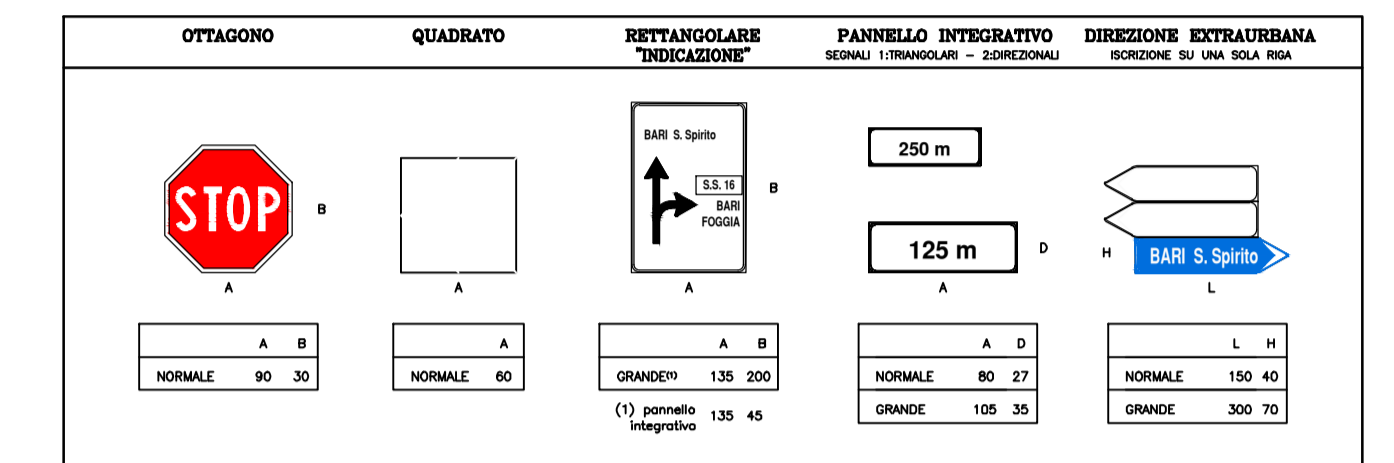 OTTAGONO
QUADRATO
RETTANGOLARE
"INDICAZIONE"
PANNELLO INTEGRATIVO
SEGNALI 1:TRIANGOLARI – 2:DIREZIONALI
DIREZIONE EXTRAURBANA
ISCRIZIONE SU UNA SOLA RIGA
STOP
B
A
A
BARI S. Spirito
S.S. 16
BARI
FOGGIA
B
A
250 m
125 m
D
A
H
BARI S. Spirito
L
A B
NORMALE 90 30
A
NORMALE 60
A B
GRANDE(1) 135 200
(1) pannello
integrativo 135 45
A D
NORMALE 80 27
GRANDE 105 35
L H
NORMALE 150 40
GRANDE 300 70